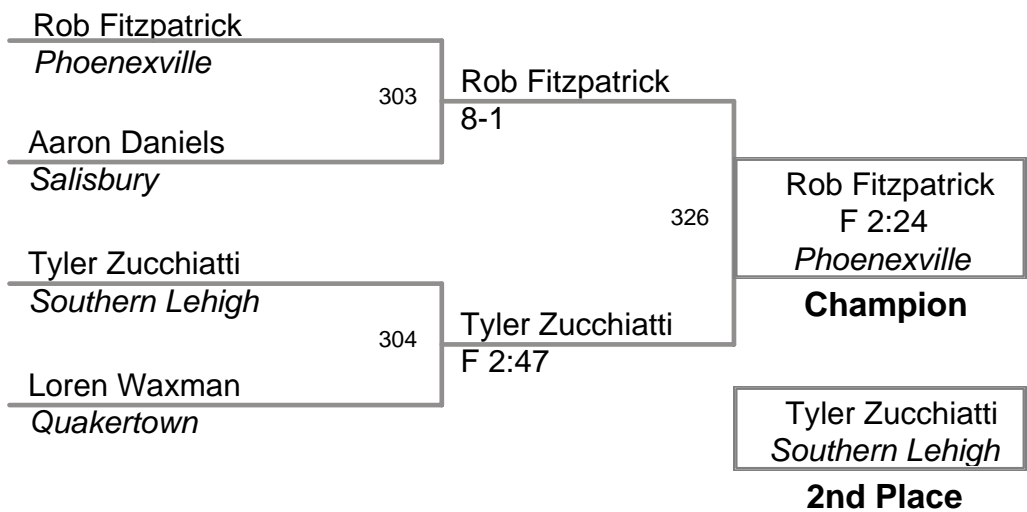 Rob Fitzpatrick
Phoenexville
303
Rob Fitzpatrick
8-1
Aaron Daniels
Salisbury
326
Rob Fitzpatrick
F 2:24
Phoenexville
Champion
Tyler Zucchiatti
Southern Lehigh
304
Tyler Zucchiatti
F 2:47
Loren Waxman
Quakertown
Tyler Zucchiatti
Southern Lehigh
2nd Place